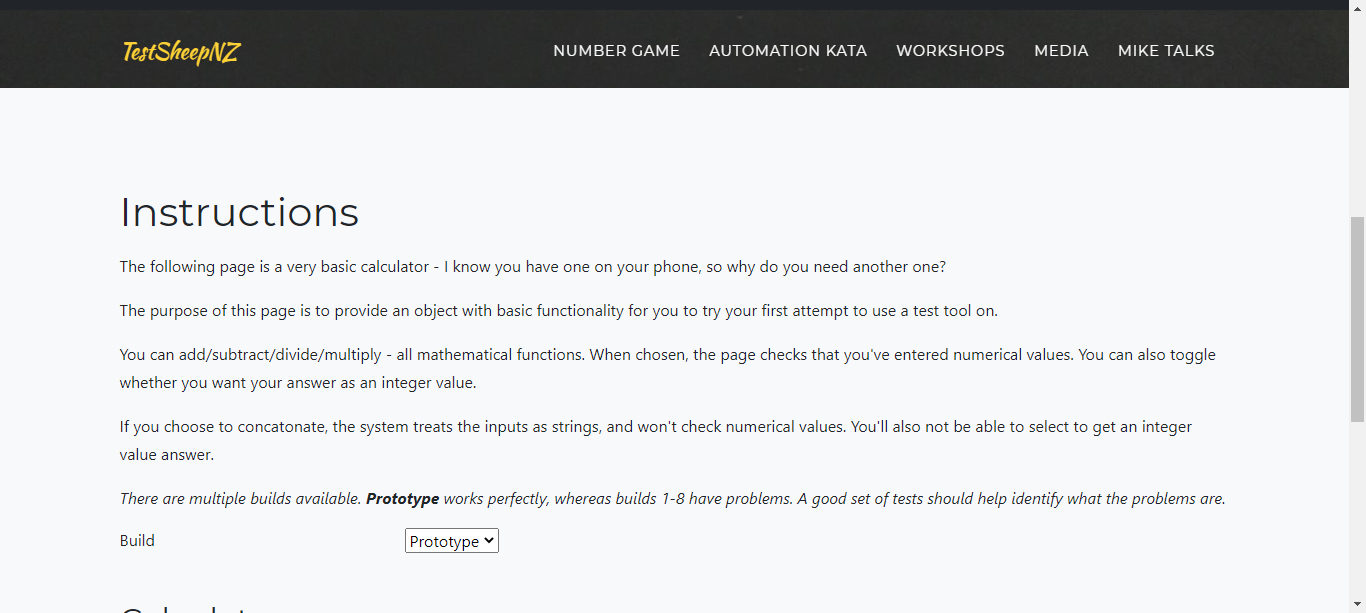 TestSheepNZ
NUMBER GAME AUTOMATION KATA WORKSHOPS MEDIA MIKE TALKS
Instructions
The following page is a very basic calculator - I know you have one on your phone, so why do you need another one?
The purpose of this page is to provide an object with basic functionality for you to try your first attempt to use a test tool on.
You can add/subtract/divide/multiply - all mathematical functions. When chosen, the page checks that you've entered numerical values. You can also toggle
whether you want your answer as an integer value.
If you choose to concatonate, the system treats the inputs as strings, and won't check numerical values. You'll also not be able to select to get an integer
value answer.
There are multiple builds available. Prototype works perfectly, whereas builds 1-8 have problems. A good set of tests should help identify what the problems are.
Build Prototype